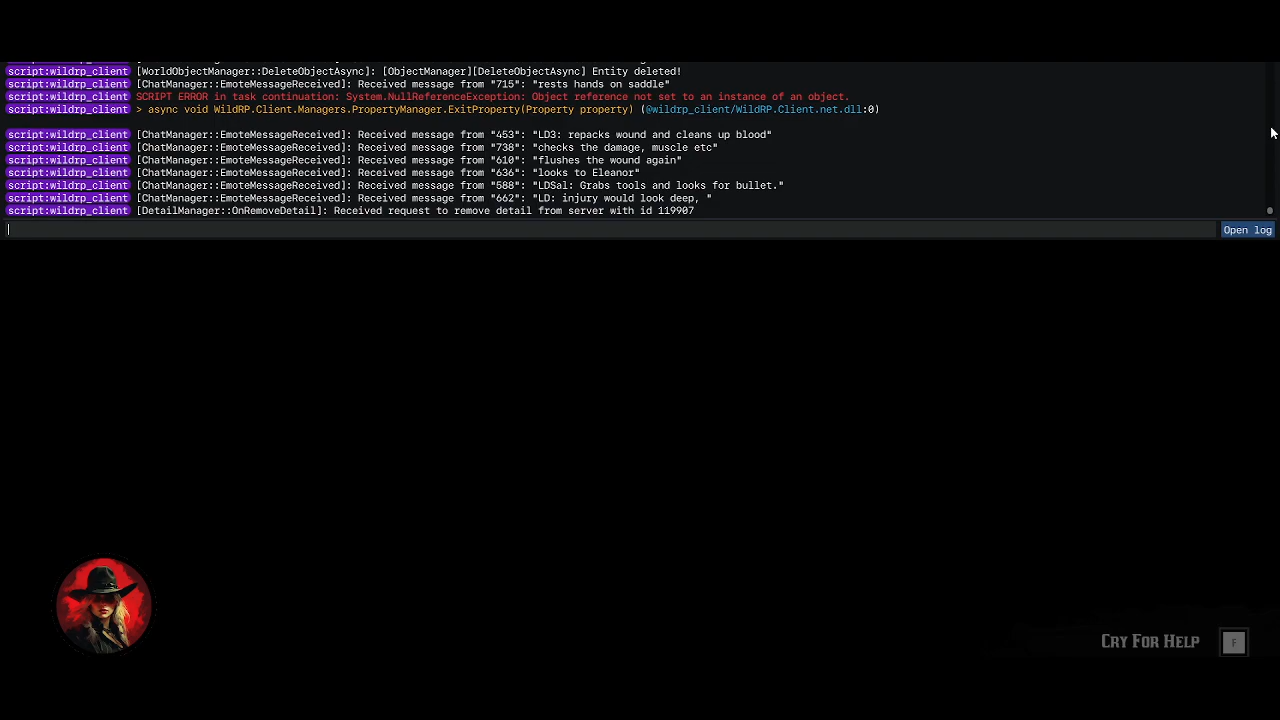 script:wildrp_client [WorldObjectManager::DeleteObjectAsync]: [ObjectManager][DeleteObjectAsync] Entity deleted!
script:wildrp_client [ChatManager::EmoteMessageReceived]: Received message from "715": "rests hands on saddle"
script:wildrp_client SCRIPT ERROR in task continuation: System.NullReferenceException: Object reference not set to an instance of an object.
script:wildrp_client > async void WildRP.Client.Managers.PropertyManager.ExitProperty(Property property) (@wildrp_client/WildRP.Client.net.dll:0)
script:wildrp_client [ChatManager::EmoteMessageReceived]: Received message from "453": "LD3: repacks wound and cleans up blood"
script:wildrp_client [ChatManager::EmoteMessageReceived]: Received message from "738": "checks the damage, muscle etc"
script:wildrp_client [ChatManager::EmoteMessageReceived]: Received message from "610": "flushes the wound again"
script:wildrp_client [ChatManager::EmoteMessageReceived]: Received message from "636": "looks to Eleanor"
script:wildrp_client [ChatManager::EmoteMessageReceived]: Received message from "588": "LDSal: Grabs tools and looks for bullet."
script:wildrp_client [ChatManager::EmoteMessageReceived]: Received message from "662": "LD: injury would look deep, "
script:wildrp_client [DetailManager::OnRemoveDetail]: Received request to remove detail from server with id 119907
Open log
CRY FOR HELP F